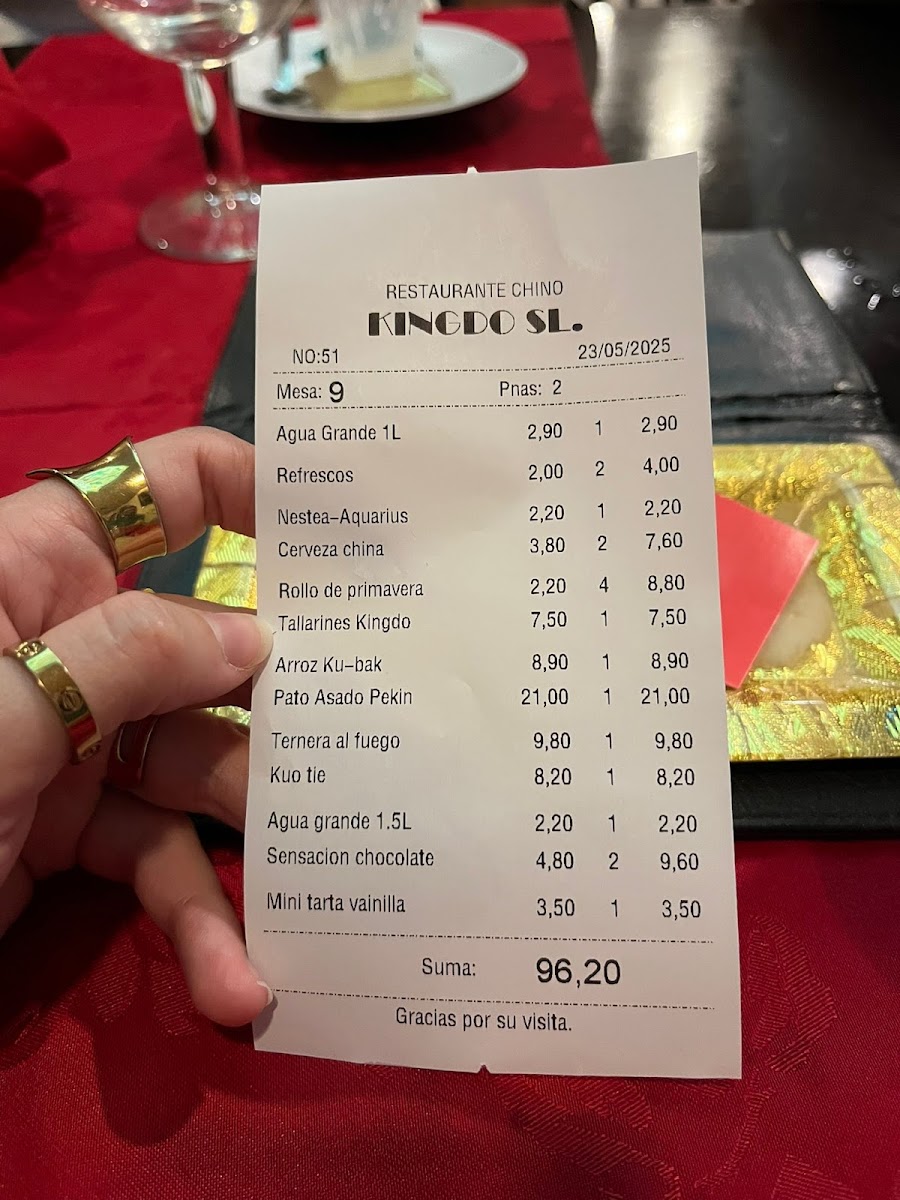 RESTAURANTE CHINO
KINGDO SL.
NO:51 23/05/2025
Mesa: 9 Pnas: 2
Agua Grande 1L 2,90 1 2,90
Refrescos 2,00 2 4,00
Nestea-Aquarius 2,20 1 2,20
Cerveza china 3,80 2 7,60
Rollo de primavera 2,20 4 8,80
Tallarines Kingdo 7,50 1 7,50
Arroz Ku-bak 8,90 1 8,90
Pato Asado Pekin 21,00 1 21,00
Ternera al fuego 9,80 1 9,80
Kuo tie 8,20 1 8,20
Agua grande 1.5L 2,20 1 2,20
Sensacion chocolate 4,80 2 9,60
Mini tarta vainilla 3,50 1 3,50
Suma: 96,20
Gracias por su visita.